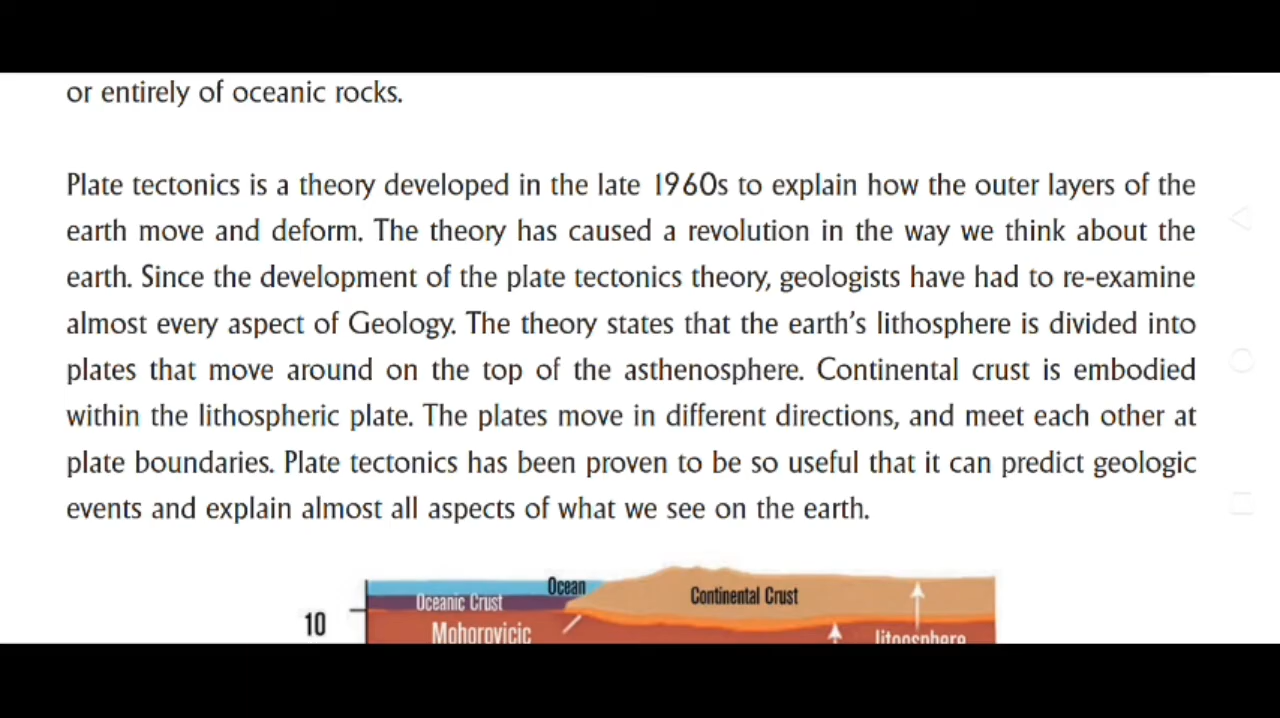 or entirely of oceanic rocks.
Plate tectonics is a theory developed in the late 1960s to explain how the outer layers of the
earth move and deform. The theory has caused a revolution in the way we think about the
earth. Since the development of the plate tectonics theory, geologists have had to re-examine
almost every aspect of Geology. The theory states that the earth's lithosphere is divided into
plates that move around on the top of the asthenosphere. Continental crust is embodied
within the lithospheric plate. The plates move in different directions, and meet each other at
plate boundaries. Plate tectonics has been proven to be so useful that it can predict geologic
events and explain almost all aspects of what we see on the earth.
Ocean
Oceanic Crust
Continental Crust
10
Mohorovicic
litoosphere